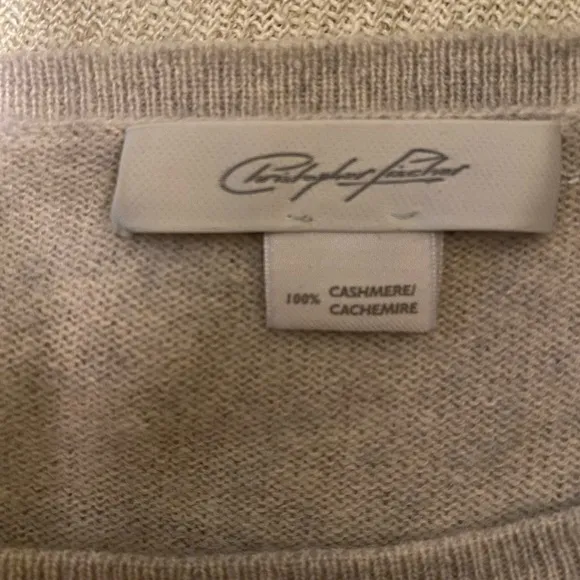 Christopher Fischer
100% CASHMERE/
CACHEMIRE